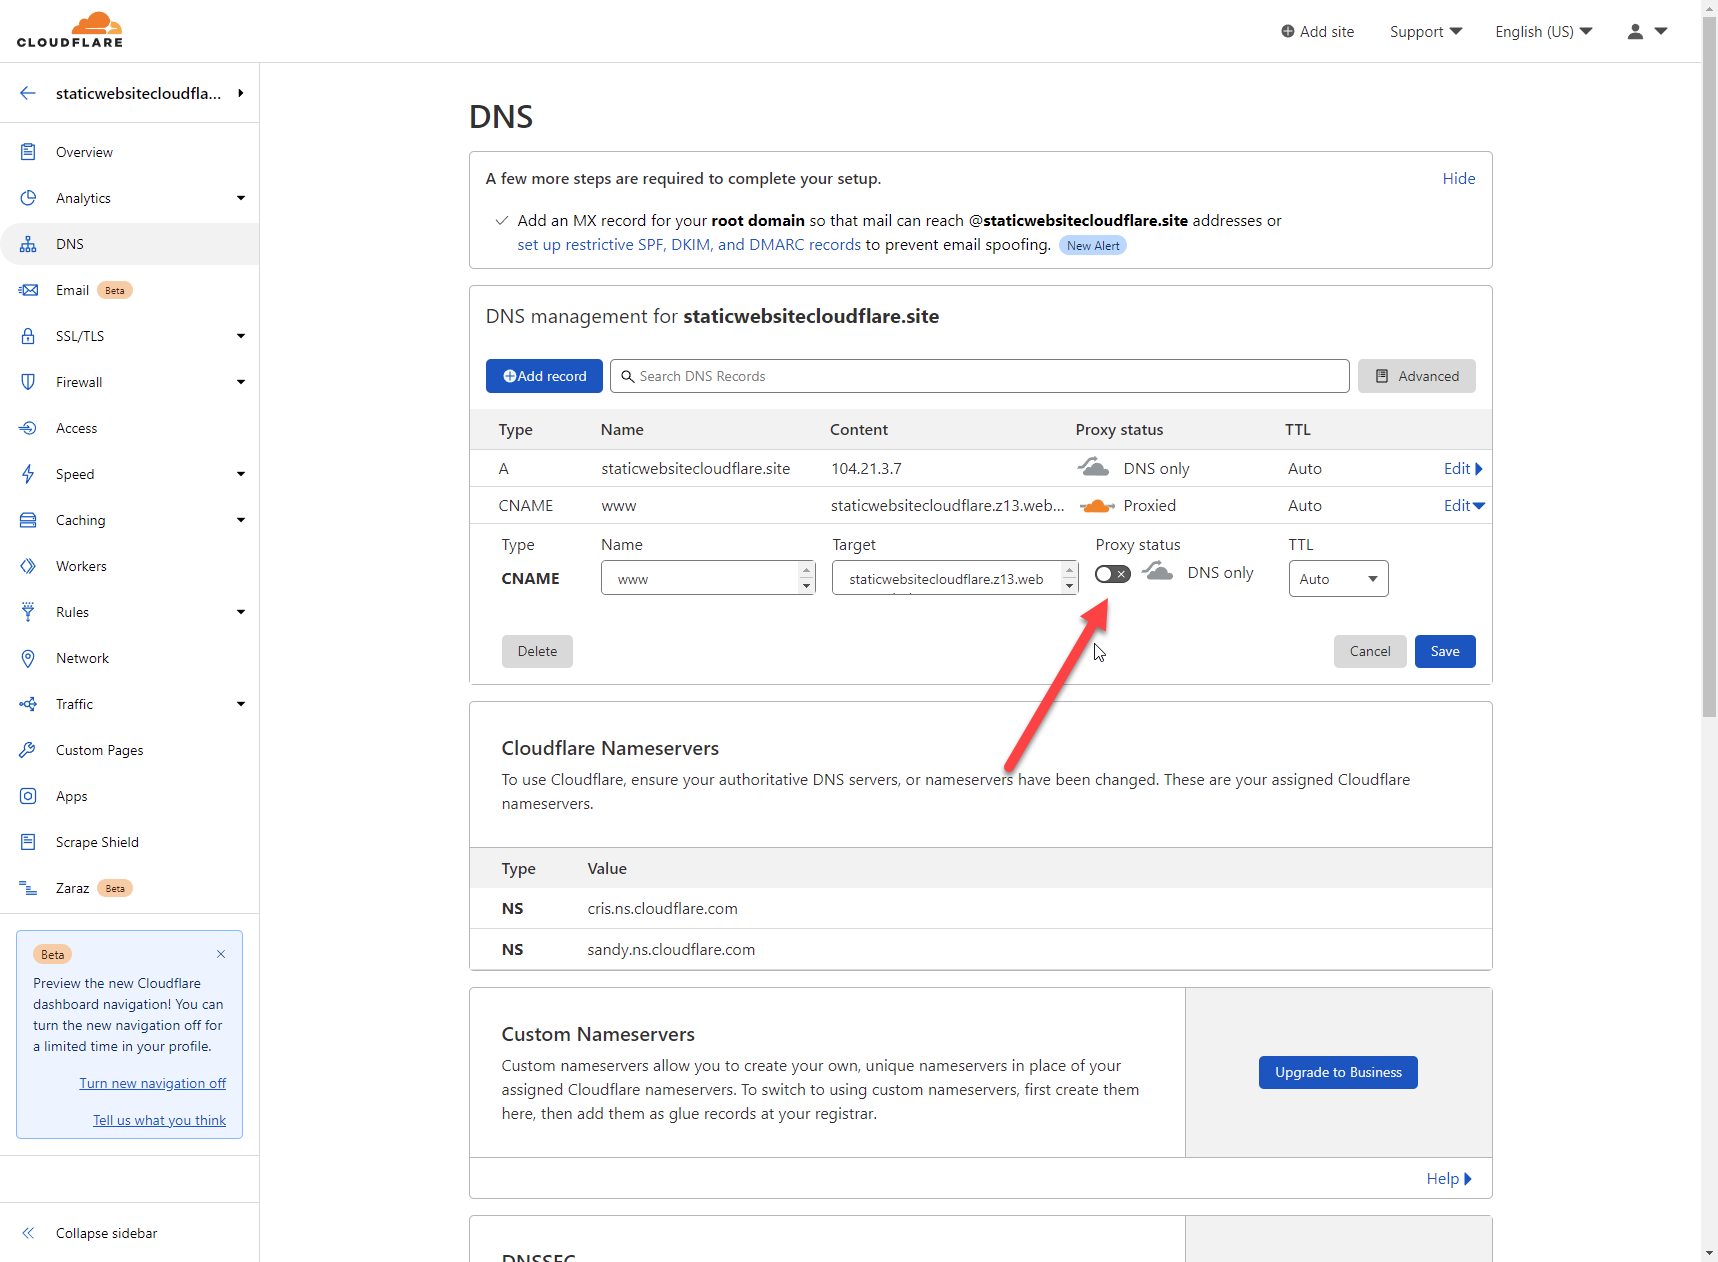 CLOUDFLARE
Add site
Support
English (US)
staticwebsitecloudfla...
Overview
Analytics
DNS
Email Beta
SSL/TLS
Firewall
Access
Speed
Caching
Workers
Rules
Network
Traffic
Custom Pages
Apps
Scrape Shield
Zaraz Beta
Beta
Preview the new Cloudflare
dashboard navigation! You can
turn the new navigation off for
a limited time in your profile.
Turn new navigation off
Tell us what you think
Collapse sidebar
DNS
A few more steps are required to complete your setup. Hide
Add an MX record for your root domain so that mail can reach @staticwebsitecloudflare.site addresses or
set up restrictive SPF, DKIM, and DMARC records to prevent email spoofing. New Alert
DNS management for staticwebsitecloudflare.site
Add record Search DNS Records Advanced
Type Name Content Proxy status TTL
A staticwebsitecloudflare.site 104.21.3.7 DNS only Auto Edit
CNAME www staticwebsitecloudflare.z13.web... Proxied Auto Edit
Type Name Target Proxy status TTL
CNAME www staticwebsitecloudflare.z13.web DNS only Auto
Delete Cancel Save
Cloudflare Nameservers
To use Cloudflare, ensure your authoritative DNS servers, or nameservers have been changed. These are your assigned Cloudflare
nameservers.
Type Value
NS cris.ns.cloudflare.com
NS sandy.ns.cloudflare.com
Custom Nameservers
Custom nameservers allow you to create your own, unique nameservers in place of your
assigned Cloudflare nameservers. To switch to using custom nameservers, first create them
here, then add them as glue records at your registrar.
Upgrade to Business
Help
DNSSEC